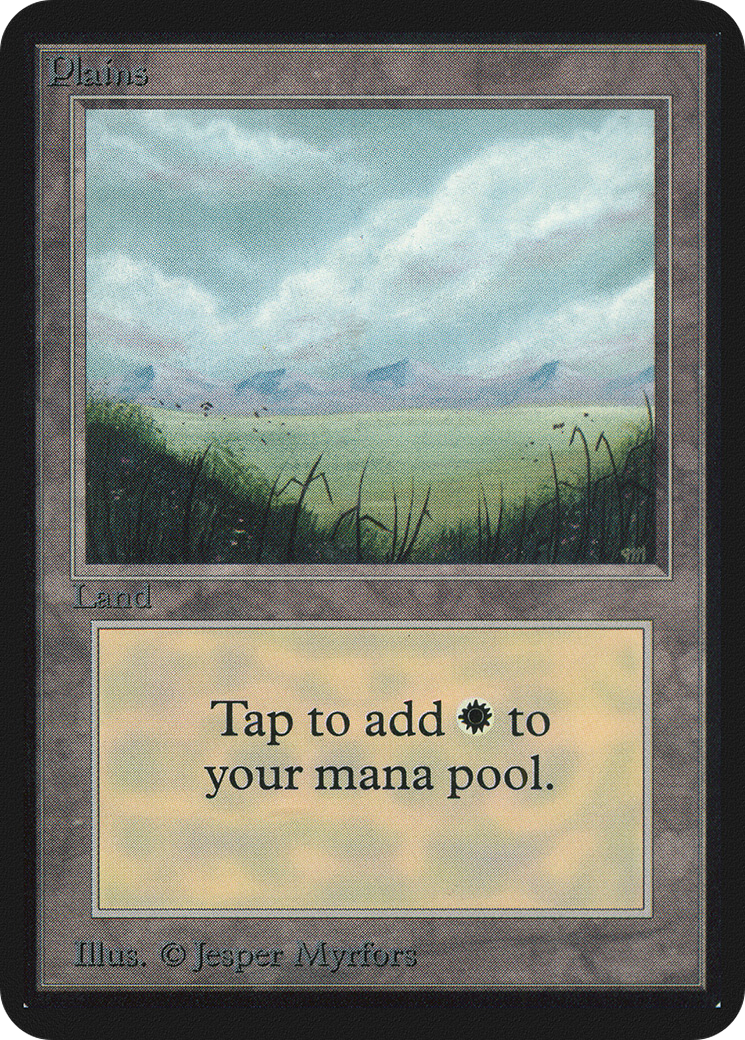 Plains
Land
Tap to add to
your mana pool.
Illus. © Jesper Myrfors